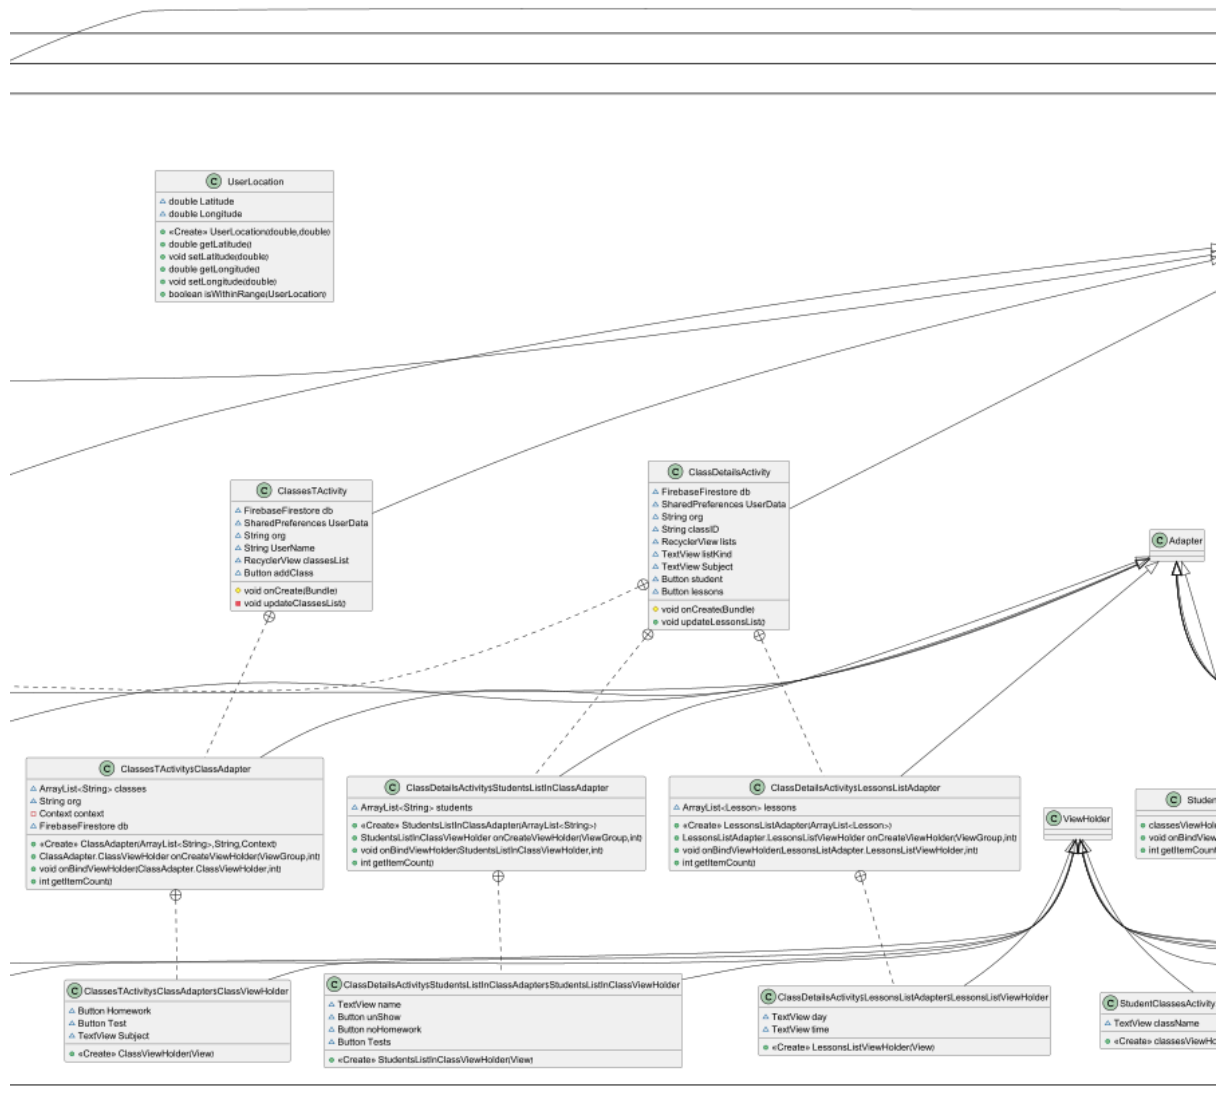 C UserLocation
double Latitude
double Longitude
«Create» UserLocation(double,double)
double getLatitude()
void setLatitude(double)
double getLongitude()
void setLongitude(double)
boolean isWithinRange(UserLocation)
C ClassesTActivity
FirebaseFirestore db
SharedPreferences UserData
String org
String UserName
RecyclerView classesList
Button addClass
void onCreate(Bundle)
void updateClassesList()
C ClassDetailsActivity
FirebaseFirestore db
SharedPreferences UserData
String org
String classID
RecyclerView lists
TextView listKind
TextView Subject
Button student
Button lessons
void onCreate(Bundle)
void updateLessonsList()
C Adapter
C ClassesTActivity$ClassAdapter
ArrayList<String> classes
String org
Context context
FirebaseFirestore db
«Create» ClassAdapter(ArrayList<String>,String,Context)
ClassAdapter.ClassViewHolder onCreateViewHolder(ViewGroup,int)
void onBindViewHolder(ClassAdapter.ClassViewHolder,int)
int getItemCount()
C ClassDetailsActivity$StudentsListInClassAdapter
ArrayList<String> students
«Create» StudentsListInClassAdapter(ArrayList<String>)
StudentsListInClassViewHolder onCreateViewHolder(ViewGroup,int)
void onBindViewHolder(StudentsListInClassViewHolder,int)
int getItemCount()
C ClassDetailsActivity$LessonsListAdapter
ArrayList<Lesson> lessons
«Create» LessonsListAdapter(ArrayList<Lesson>)
LessonsListAdapter.LessonsListViewHolder onCreateViewHolder(ViewGroup,int)
void onBindViewHolder(LessonsListAdapter.LessonsListViewHolder,int)
int getItemCount()
C ViewHolder
C Studen
classesViewHol
void onBindView
int getItemCount
C ClassesTActivity$ClassAdapter$ClassViewHolder
Button Homework
Button Test
TextView Subject
«Create» ClassViewHolder(View)
C ClassDetailsActivity$StudentsListInClassAdapter$StudentsListInClassViewHolder
TextView name
Button unShow
Button noHomework
Button Tests
«Create» StudentsListInClassViewHolder(View)
C ClassDetailsActivity$LessonsListAdapter$LessonsListViewHolder
TextView day
TextView time
«Create» LessonsListViewHolder(View)
C StudentClassesActivity
TextView className
«Create» classesViewHo